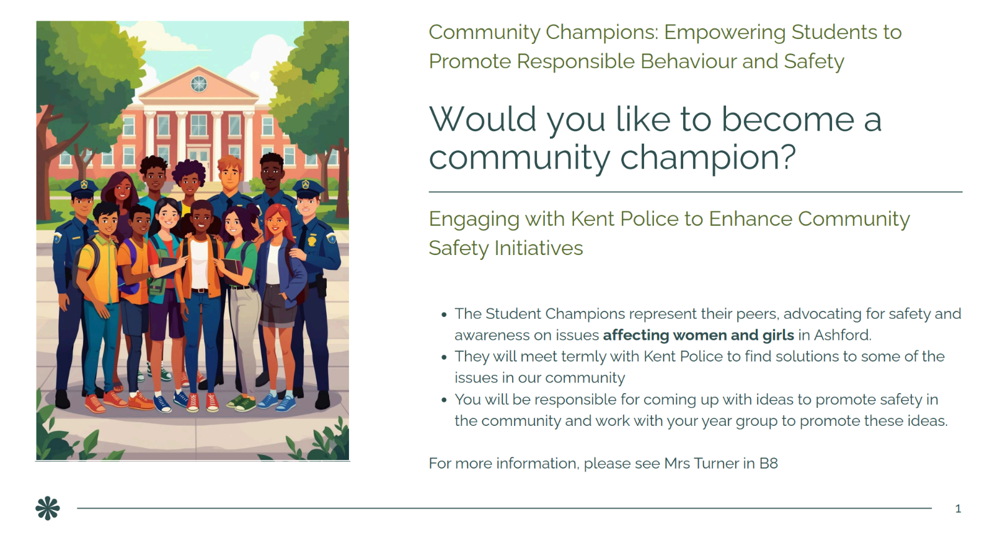 Community Champions: Empowering Students to
Promote Responsible Behaviour and Safety
Would you like to become a
community champion?
Engaging with Kent Police to Enhance Community
Safety Initiatives
• The Student Champions represent their peers, advocating for safety and
awareness on issues affecting women and girls in Ashford.
• They will meet termly with Kent Police to find solutions to some of the
issues in our community
• You will be responsible for coming up with ideas to promote safety in
the community and work with your year group to promote these ideas.
For more information, please see Mrs Turner in B8
1